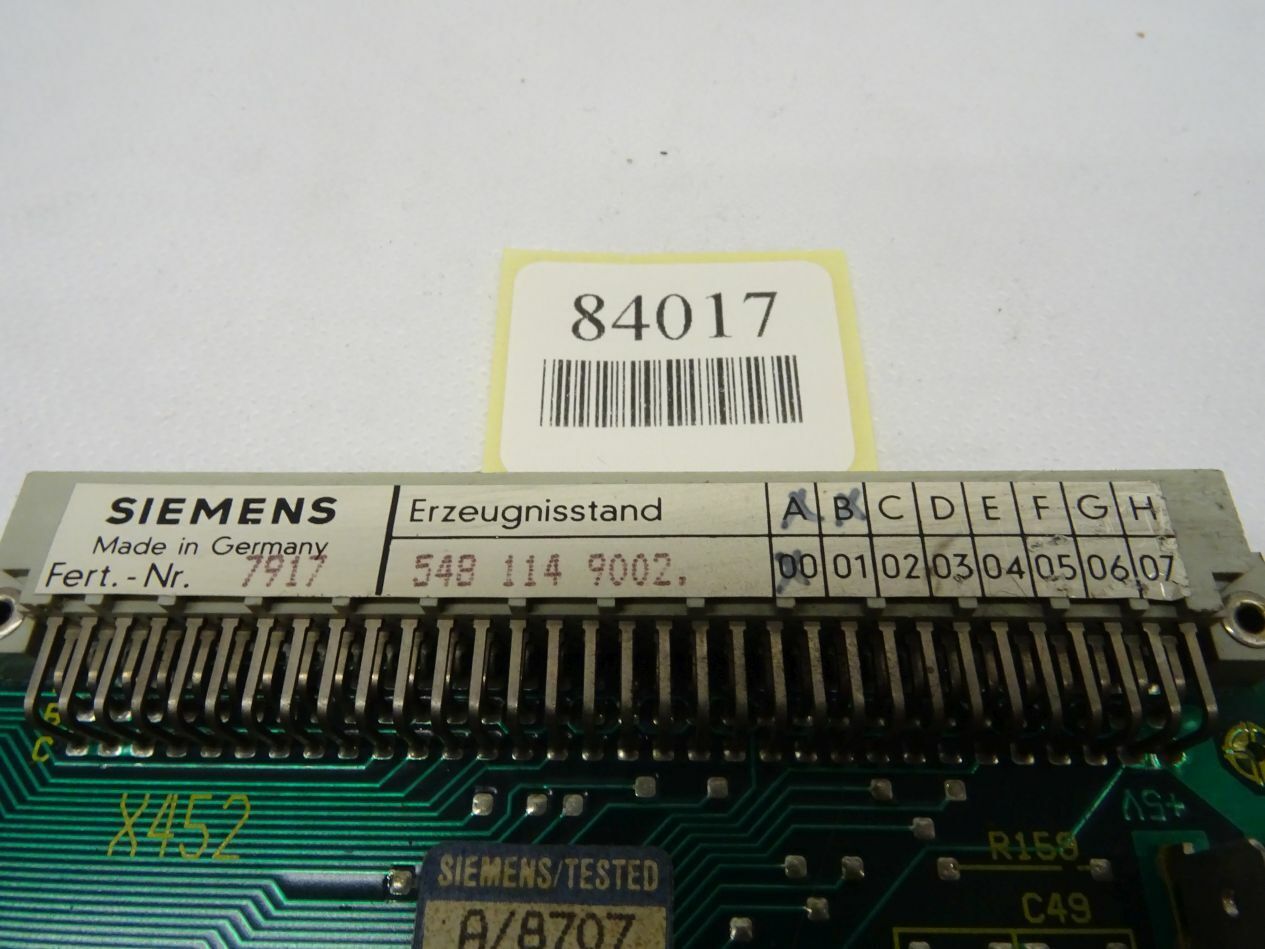 84017
SIEMENS
Made in Germany
Fert.-Nr. 7917
Erzeugnisstand
548 114 9002.
A B C D E F G H
00 01 02 03 04 05 06 07
C
X452
+5V
R158
C49
SIEMENS/TESTED
A/8707